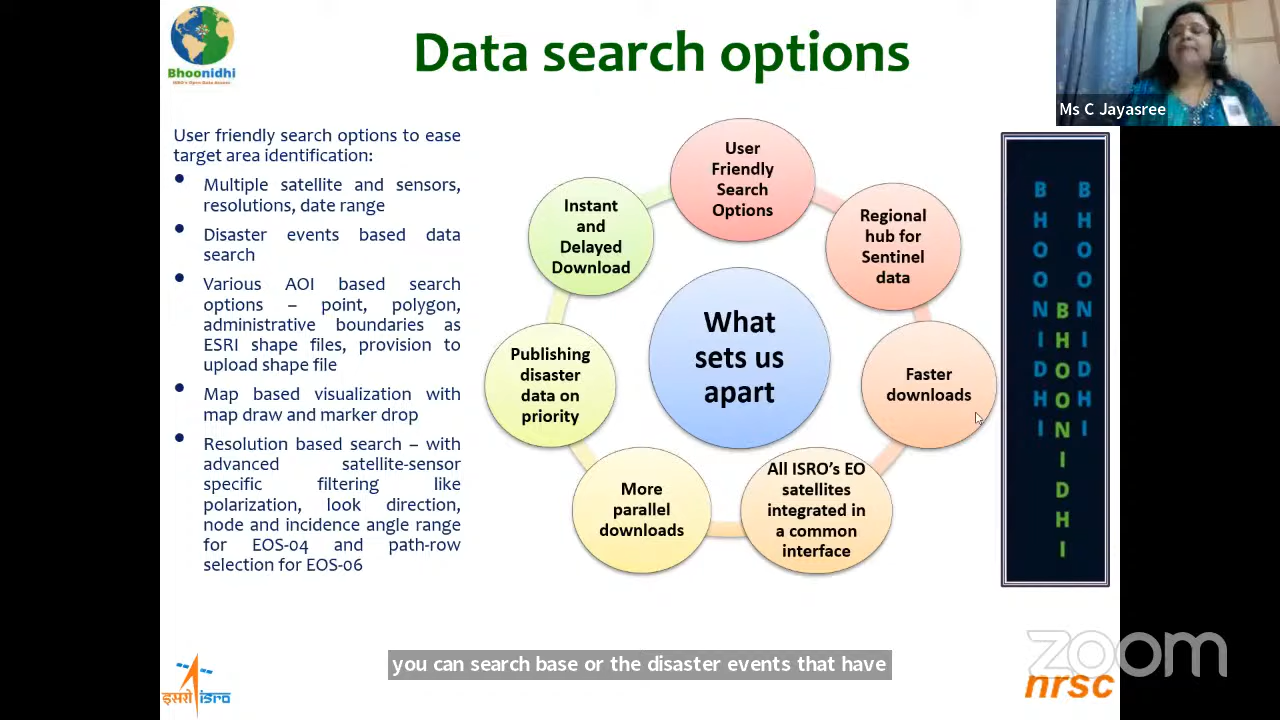 Bhoonidhi
Data search options
Ms C Jayasree
User friendly search options to ease
target area identification:
• Multiple satellite and sensors,
resolutions, date range
• Disaster events based data
search
• Various AOI based search
options – point, polygon,
administrative boundaries as
ESRI shape files, provision to
upload shape file
• Map based visualization with
map draw and marker drop
• Resolution based search – with
advanced satellite-sensor
specific filtering like
polarization, look direction,
node and incidence angle range
for EOS-04 and path-row
selection for EOS-06
What
sets us
apart
User
Friendly
Search
Options
Regional
hub for
Sentinel
data
Faster
downloads
All ISRO's EO
satellites
integrated in
a common
interface
More
parallel
downloads
Publishing
disaster
data on
priority
Instant
and
Delayed
Download
BHOONIDHI
BHOONIDHI
BHOONIDHI
you can search base or the disaster events that have
इसरो isro
zoom
nrsc